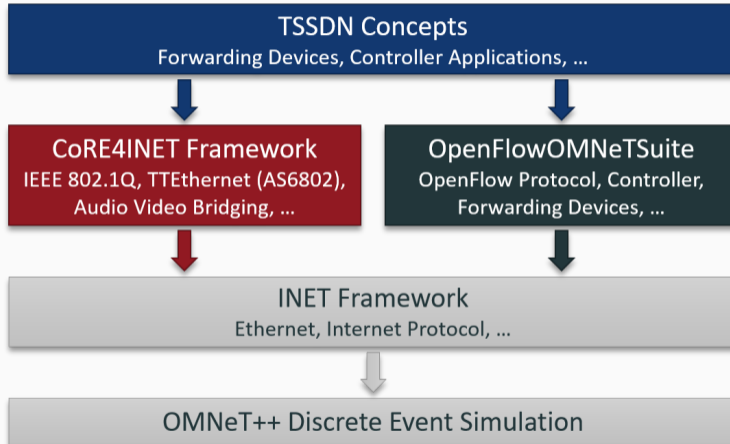 TSSDN Concepts
Forwarding Devices, Controller Applications, ...
CoRE4INET Framework
IEEE 802.1Q, TTEthernet (AS6802),
Audio Video Bridging, ...
OpenFlowOMNeTSuite
OpenFlow Protocol, Controller,
Forwarding Devices, ...
INET Framework
Ethernet, Internet Protocol, ...
OMNeT++ Discrete Event Simulation